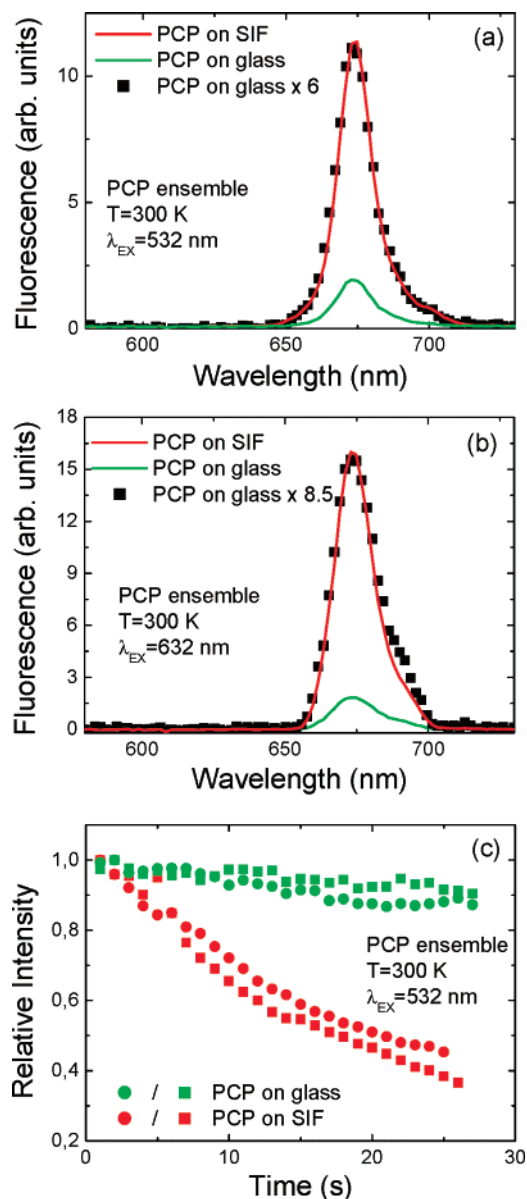 (a)
PCP on SIF
PCP on glass
PCP on glass x 6
PCP ensemble
T=300 K
λEX=532 nm
Fluorescence (arb. units)
10
5
0
600
650
700
Wavelength (nm)
(b)
PCP on SIF
PCP on glass
PCP on glass x 8.5
PCP ensemble
T=300 K
λEX=632 nm
Fluorescence (arb. units)
18
15
12
9
6
3
0
600
650
700
Wavelength (nm)
(c)
PCP ensemble
T=300 K
λEX=532 nm
/ PCP on glass
/ PCP on SIF
Relative Intensity
1,0
0,8
0,6
0,4
0,2
0
10
20
30
Time (s)